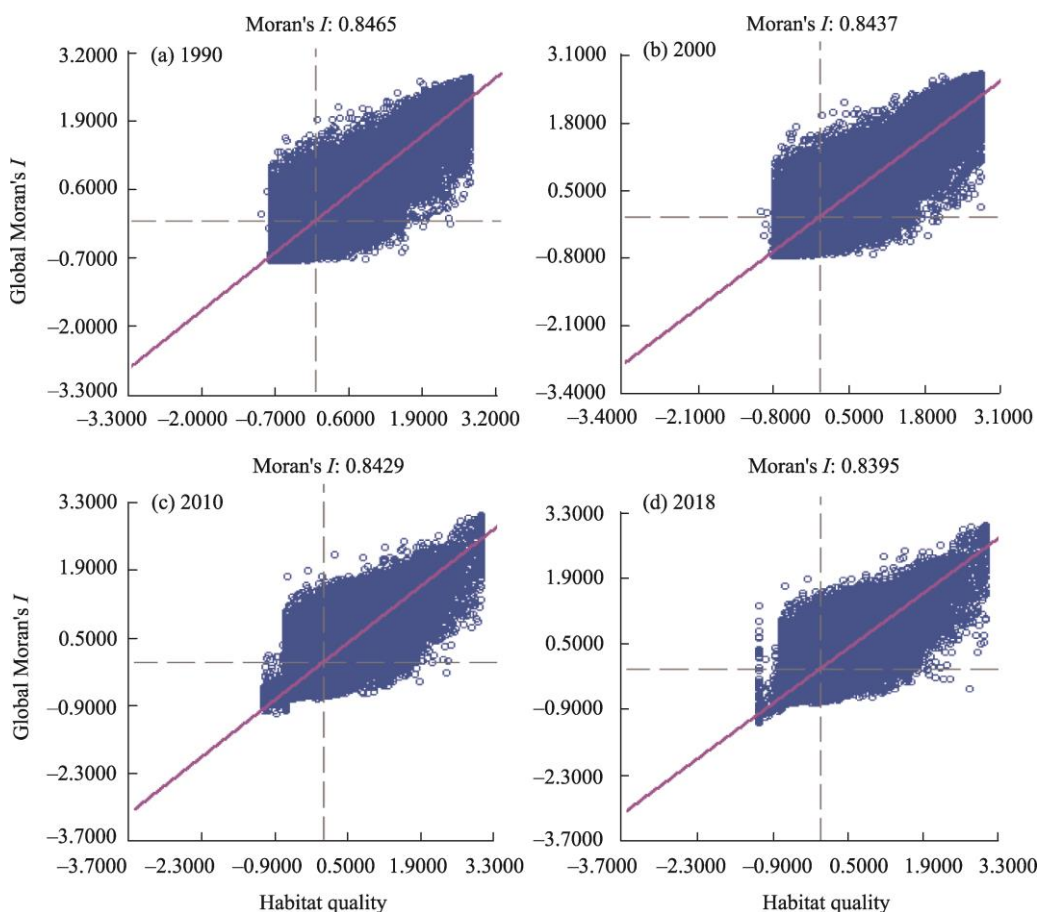 Moran's I: 0.8465
(a) 1990
3.2000
1.9000
0.6000
−0.7000
−2.0000
−3.3000
Global Moran's I
−3.3000 −2.0000 −0.7000 0.6000 1.9000 3.2000
Moran's I: 0.8437
(b) 2000
3.1000
1.8000
0.5000
−0.8000
−2.1000
−3.4000
−3.4000 −2.1000 −0.8000 0.5000 1.8000 3.1000
Moran's I: 0.8429
(c) 2010
3.3000
1.9000
0.5000
−0.9000
−2.3000
−3.7000
Global Moran's I
−3.7000 −2.3000 −0.9000 0.5000 1.9000 3.3000
Habitat quality
Moran's I: 0.8395
(d) 2018
3.3000
1.9000
0.5000
−0.9000
−2.3000
−3.7000
−3.7000 −2.3000 −0.9000 0.5000 1.9000 3.3000
Habitat quality